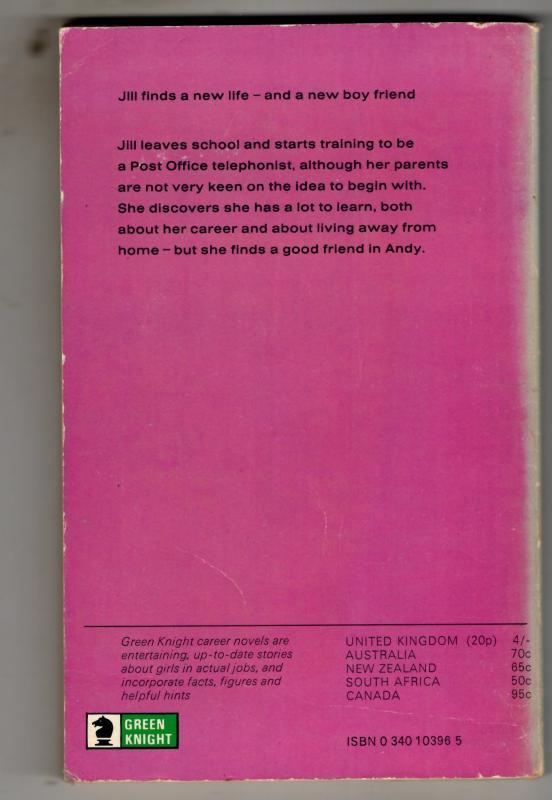 Jill finds a new life – and a new boy friend
Jill leaves school and starts training to be
a Post Office telephonist, although her parents
are not very keen on the idea to begin with.
She discovers she has a lot to learn, both
about her career and about living away from
home – but she finds a good friend in Andy.
Green Knight career novels are
entertaining, up-to-date stories
about girls in actual jobs, and
incorporate facts, figures and
helpful hints
UNITED KINGDOM (20p) 4/-
AUSTRALIA 70c
NEW ZEALAND 65c
SOUTH AFRICA 50c
CANADA 95c
GREEN
KNIGHT
ISBN 0 340 10396 5